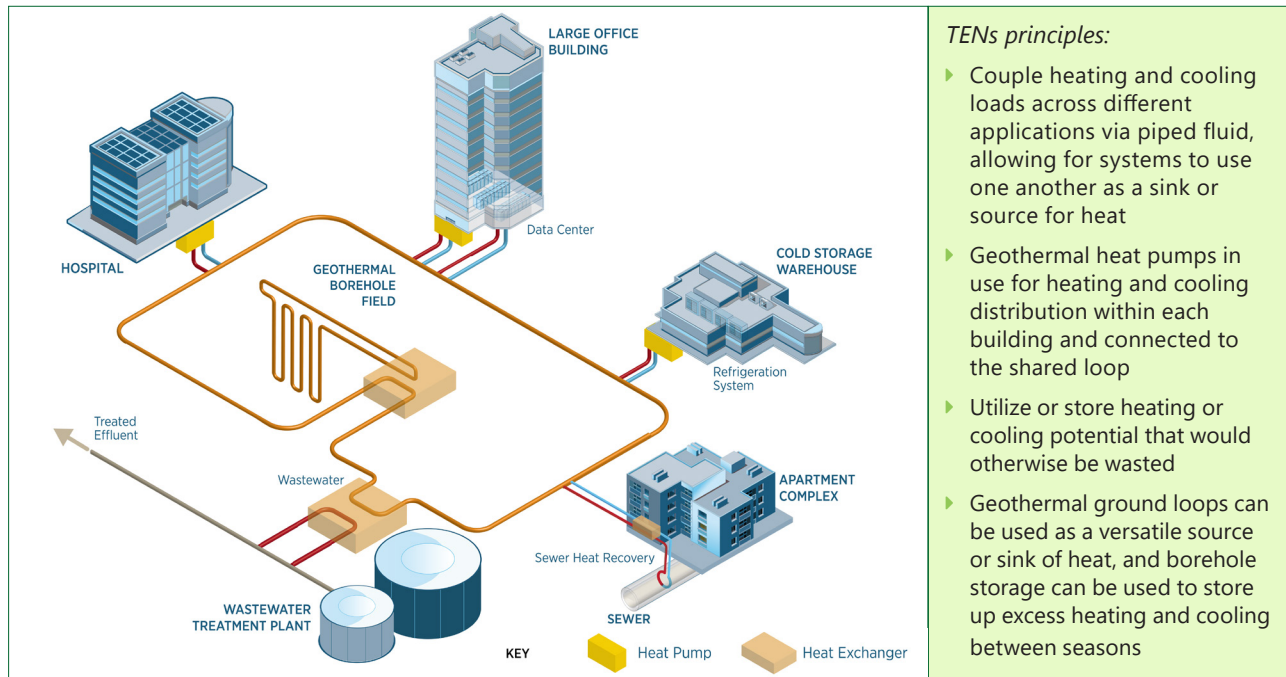 LARGE OFFICE
BUILDING
Data Center
HOSPITAL
GEOTHERMAL
BOREHOLE
FIELD
COLD STORAGE
WAREHOUSE
Refrigeration
System
Treated
Effluent
Wastewater
APARTMENT
COMPLEX
Sewer Heat Recovery
SEWER
WASTEWATER
TREATMENT PLANT
KEY
Heat Pump
Heat Exchanger
TENs principles:
Couple heating and cooling
loads across different
applications via piped fluid,
allowing for systems to use
one another as a sink or
source for heat
Geothermal heat pumps in
use for heating and cooling
distribution within each
building and connected to
the shared loop
Utilize or store heating or
cooling potential that would
otherwise be wasted
Geothermal ground loops can
be used as a versatile source
or sink of heat, and borehole
storage can be used to store
up excess heating and cooling
between seasons